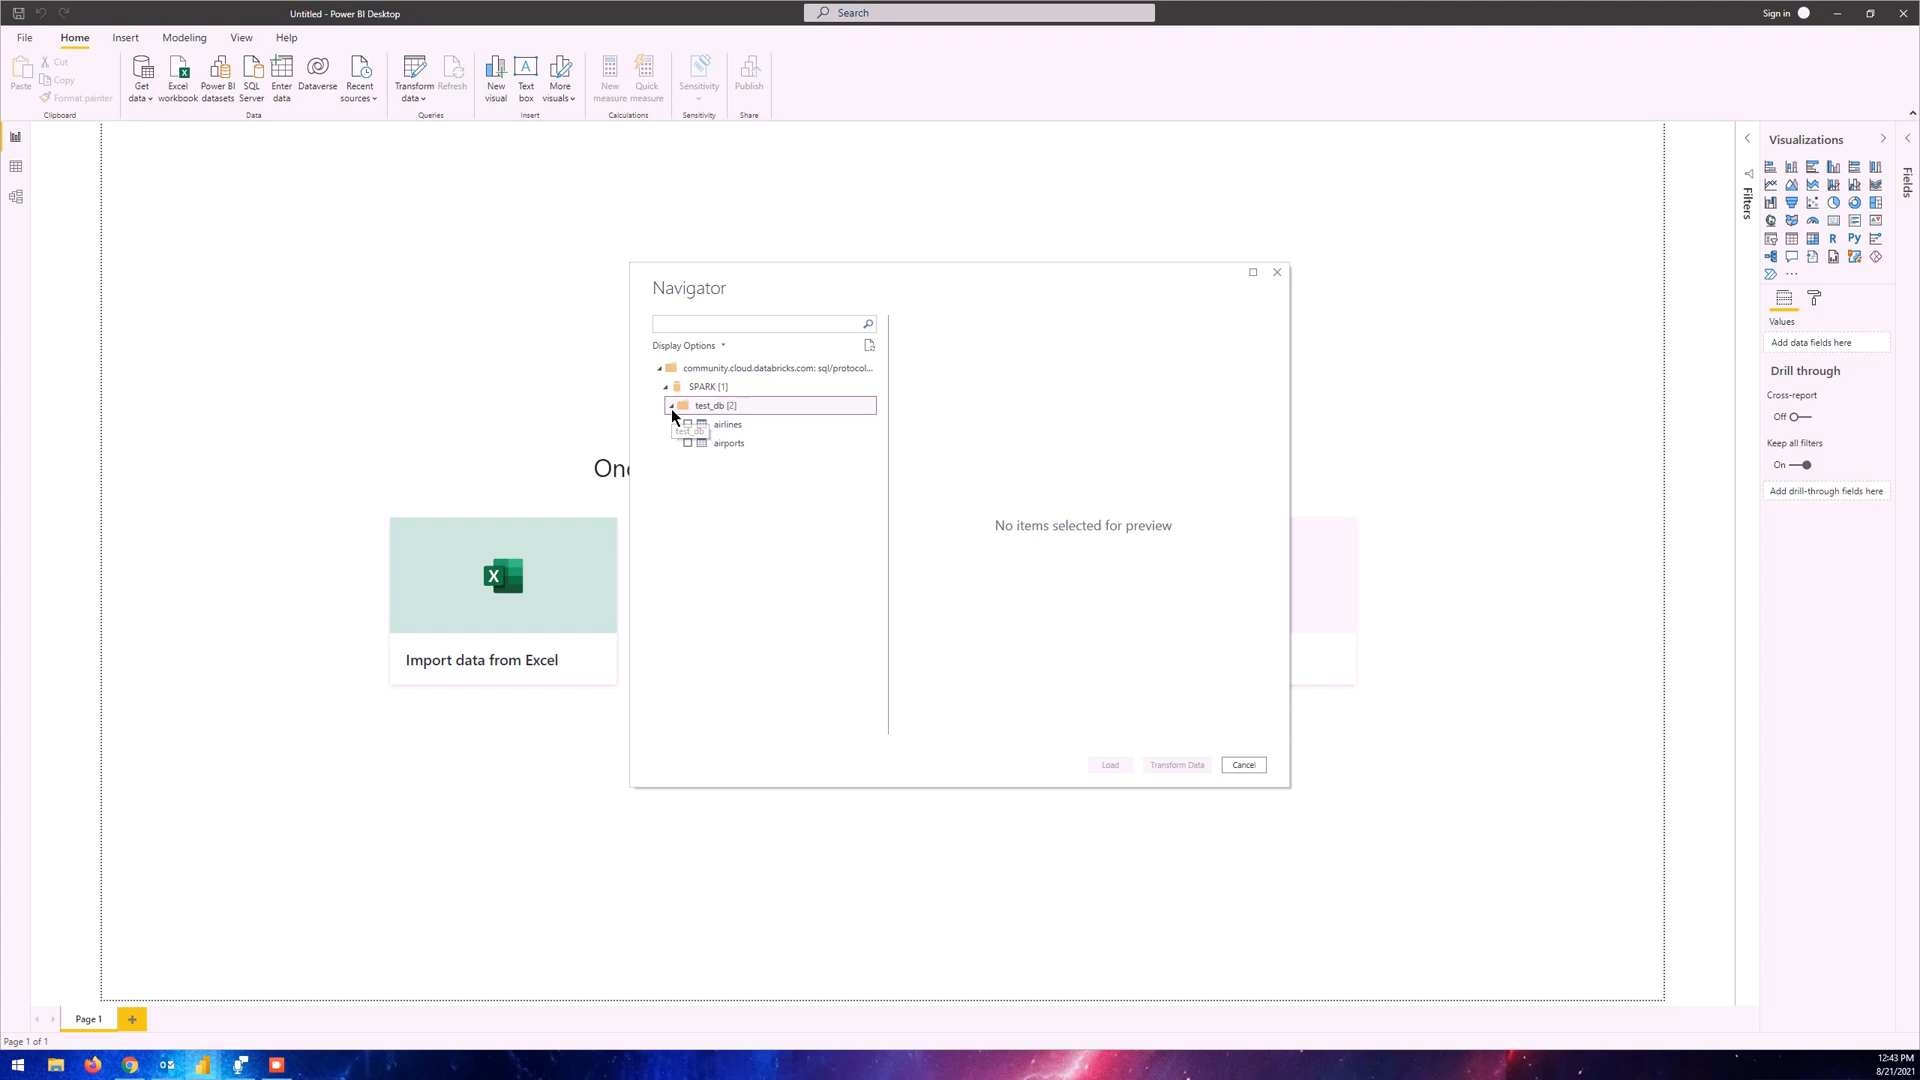 Untitled - Power BI Desktop
Search
Sign in
File
Home
Insert
Modeling
View
Help
Paste
Cut
Copy
Format painter
Clipboard
Get data
Excel workbook
Power BI datasets
SQL Server
Enter data
Dataverse
Recent sources
Data
Transform data
Refresh
Queries
New visual
Text box
More visuals
Insert
New measure
Quick measure
Calculations
Sensitivity
Sensitivity
Publish
Share
Filters
Visualizations
Fields
R
Py
Values
Add data fields here
Drill through
Cross-report
Off
Keep all filters
On
Add drill-through fields here
Navigator
Display Options
community.cloud.databricks.com: sql/protocol...
SPARK [1]
test_db [2]
airlines
test_db
airports
No items selected for preview
Load
Transform Data
Cancel
Import data from Excel
Page 1
Page 1 of 1
12:43 PM
8/21/2021